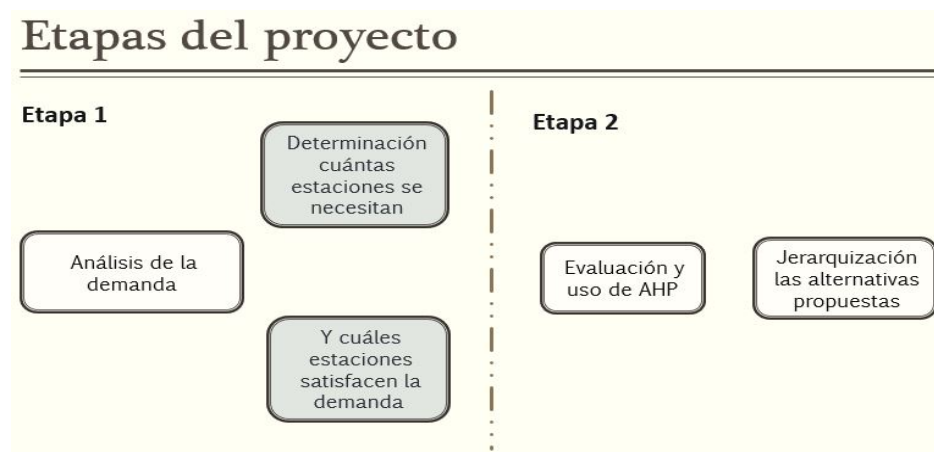 Etapas del proyecto
Etapa 1
Determinación
cuántas
estaciones se
necesitan
Análisis de la
demanda
Y cuáles
estaciones
satisfacen la
demanda
Etapa 2
Evaluación y
uso de AHP
Jerarquización
las alternativas
propuestas